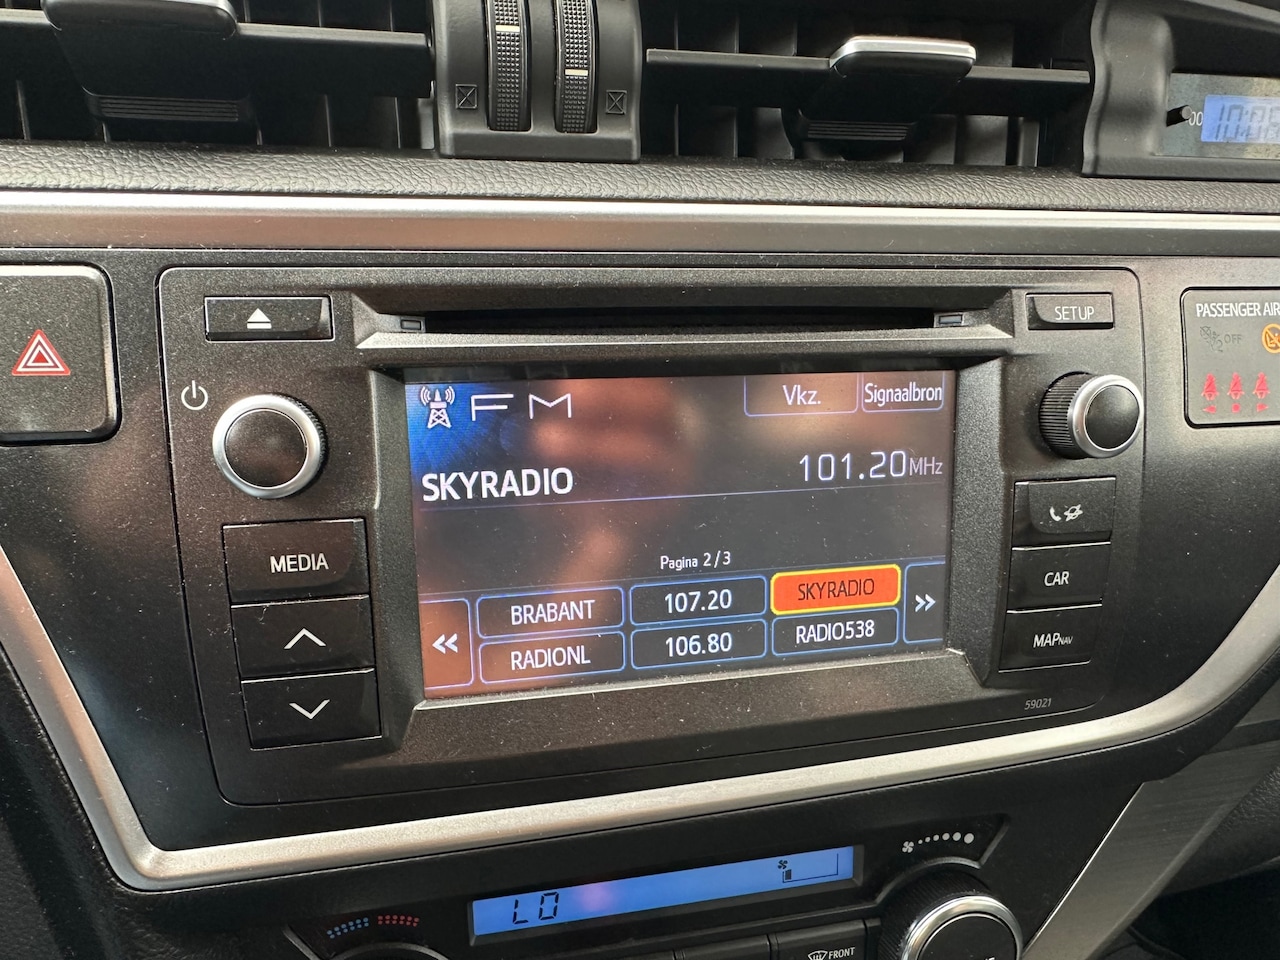 PASSENGER AIR
OFF
SETUP
FM
Vkz.
Signaalbron
101.20MHz
SKYRADIO
MEDIA
CAR
MAPNAV
Pagina 2/3
BRABANT
107.20
SKYRADIO
RADIONL
106.80
RADIO538
59021
LO
FRONT